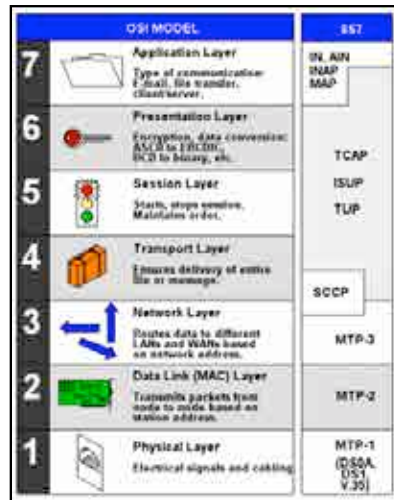 OSI MODEL
SS7
7
Application Layer
Type of communication:
E-mail, file transfer,
client/server.
IN, AIN
INAP
MAP
6
Presentation Layer
Encryption, data conversion:
ASCII to EBCDIC,
BCD to binary, etc.
TCAP
5
Session Layer
Starts, stops session.
Maintains order.
ISUP
TUP
4
Transport Layer
Ensures delivery of entire
file or message.
SCCP
3
Network Layer
Routes data to different
LANs and WANs based
on network address.
MTP-3
2
Data Link (MAC) Layer
Transmits packets from
node to node based on
station address.
MTP-2
1
Physical Layer
Electrical signals and cabling.
MTP-1
(DS0A,
DS1
V.35)